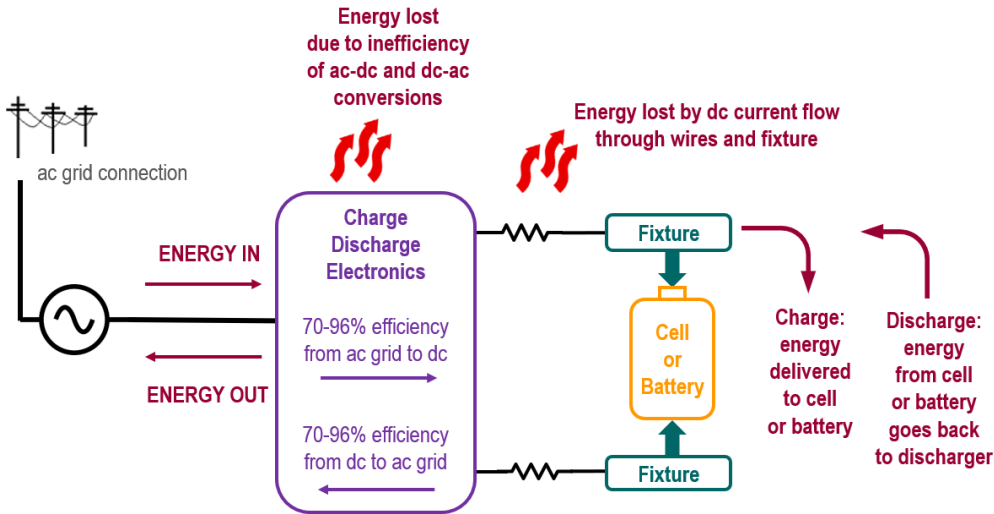 Energy lost
due to inefficiency
of ac-dc and dc-ac
conversions
Energy lost by dc current flow
through wires and fixture
ac grid connection
ENERGY IN
ENERGY OUT
Charge
Discharge
Electronics
70-96% efficiency
from ac grid to dc
70-96% efficiency
from dc to ac grid
Fixture
Cell
or
Battery
Fixture
Charge:
energy
delivered
to cell
or battery
Discharge:
energy
from cell
or battery
goes back
to discharger